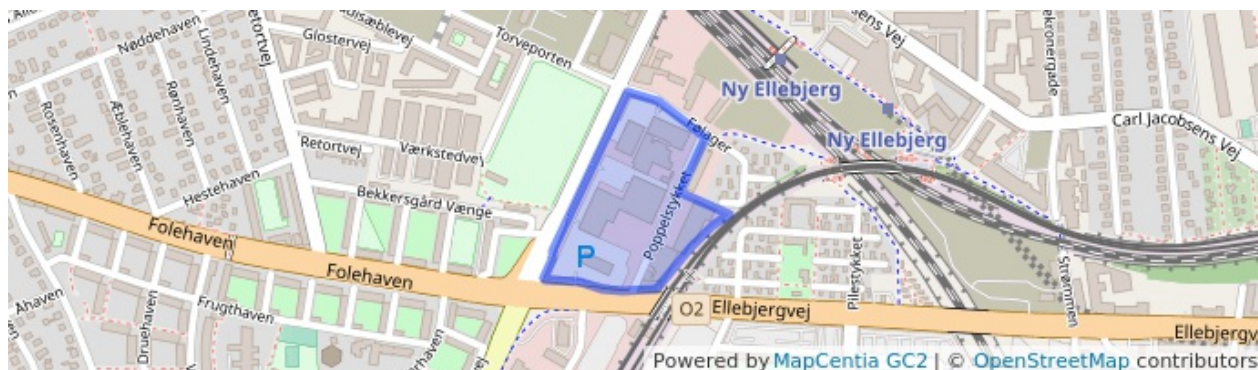 Nøddehaven
Lindehaven
Retortvej
Glostervej
Torveporten
Rosenhaven
Æblehaven
Rønhaven
Retortvej
Værkstedvej
Hestehaven
Bekkersgård Vænge
Folehaven
Folehaven
Frugthaven
Druehaven
P
Følager
Poppelstykket
Ny Ellebjerg
Ny Ellebjerg
Carl Jacobsens Vej
Pilestykket
Strømmen
O2
Ellebjergvej
Powered by MapCentia GC2 | © OpenStreetMap contributors